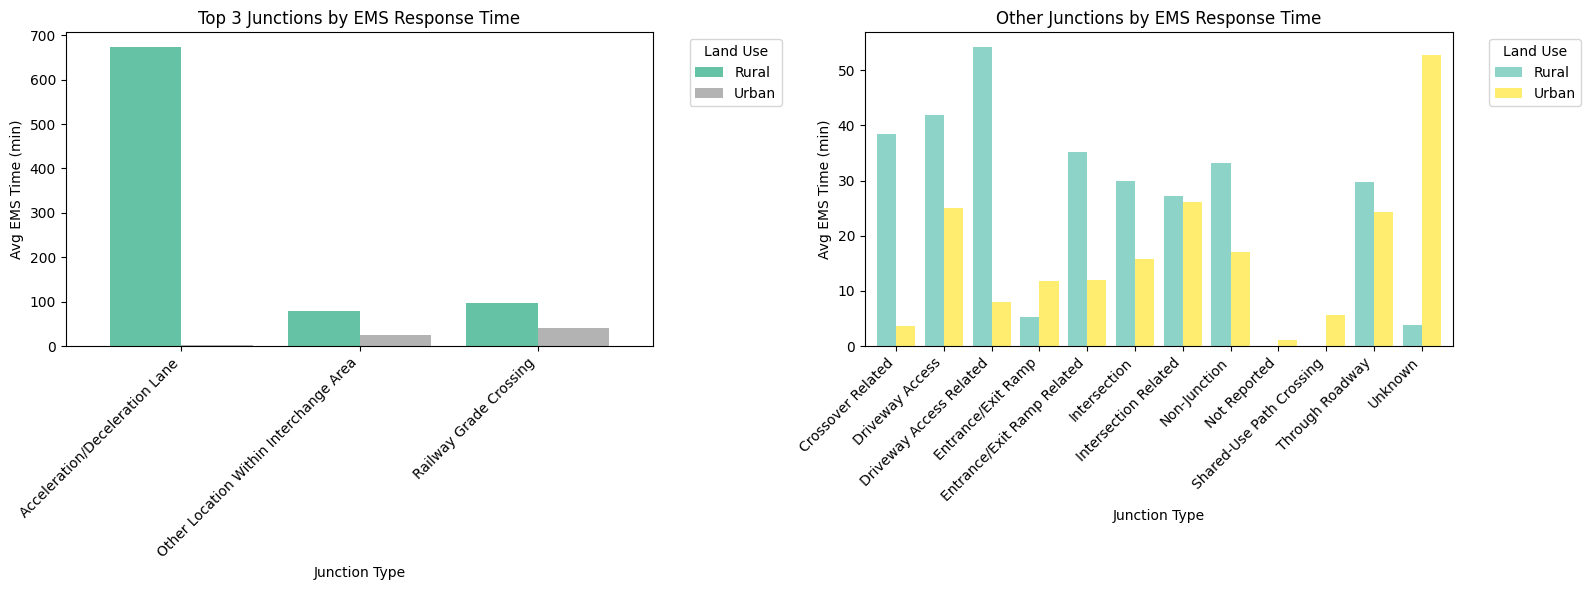 Top 3 Junctions by EMS Response Time
Avg EMS Time (min)
700
600
500
400
300
200
100
0
Acceleration/Deceleration Lane
Other Location Within Interchange Area
Railway Grade Crossing
Junction Type
Land Use
Rural
Urban
Other Junctions by EMS Response Time
Avg EMS Time (min)
50
40
30
20
10
0
Crossover Related
Driveway Access
Driveway Access Related
Entrance/Exit Ramp
Entrance/Exit Ramp Related
Intersection
Intersection Related
Non-Junction
Not Reported
Shared-Use Path Crossing
Through Roadway
Unknown
Junction Type
Land Use
Rural
Urban